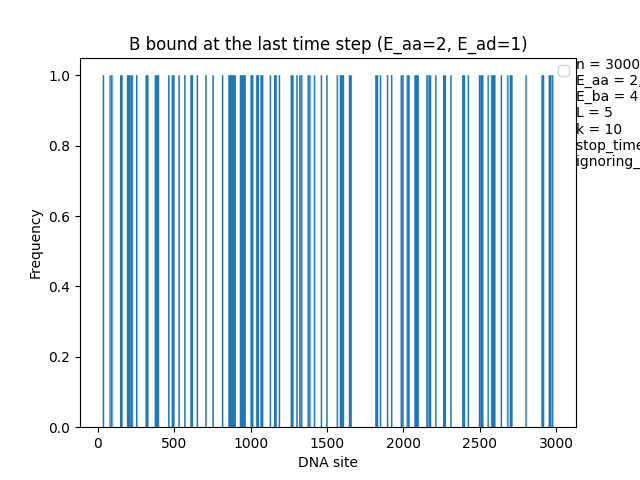 B bound at the last time step (E_aa=2, E_ad=1)
n = 3000
E_aa = 2,
E_ba = 4
L = 5
k = 10
stop_time
ignoring_
Frequency
1.0
0.8
0.6
0.4
0.2
0.0
0 500 1000 1500 2000 2500 3000
DNA site